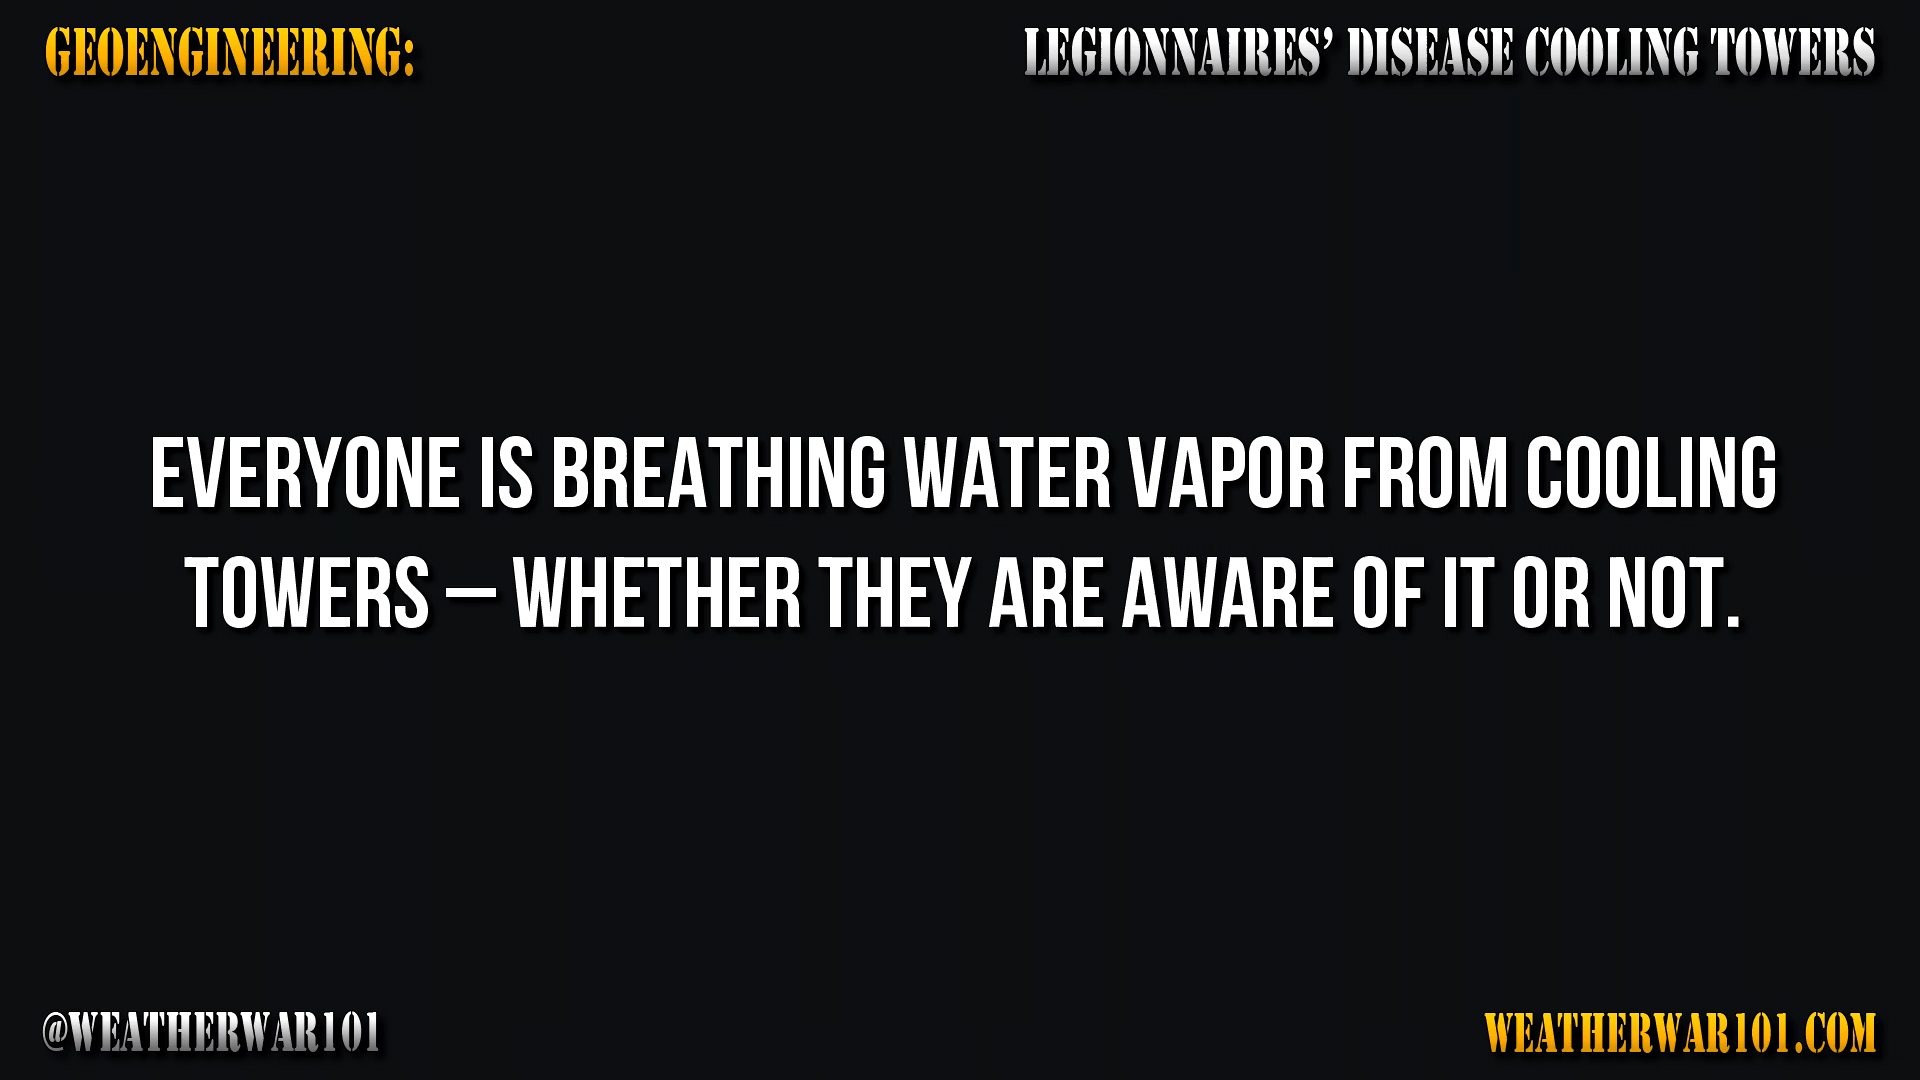 GEOENGINEERING:
LEGIONNAIRES’ DISEASE COOLING TOWERS
EVERYONE IS BREATHING WATER VAPOR FROM COOLING
TOWERS – WHETHER THEY ARE AWARE OF IT OR NOT.
@WEATHERWAR101
WEATHERWAR101.COM